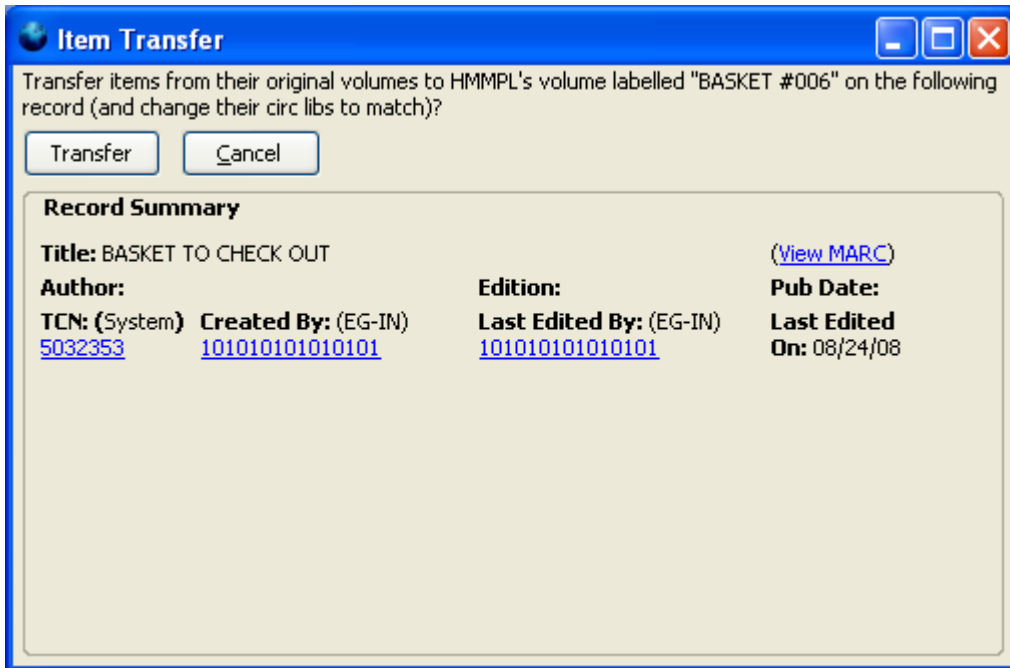 Item Transfer
Transfer items from their original volumes to HMMPL's volume labelled "BASKET #006" on the following
record (and change their circ libs to match)?
Transfer Cancel
Record Summary
Title: BASKET TO CHECK OUT (View MARC)
Author: Edition: Pub Date:
TCN: (System) Created By: (EG-IN) Last Edited By: (EG-IN) Last Edited
5032353 101010101010101 101010101010101 On: 08/24/08